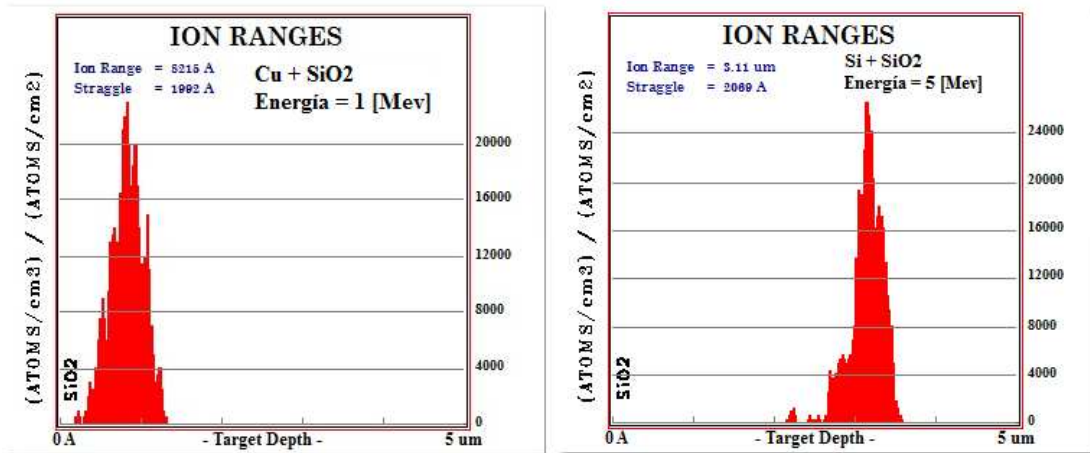 ION RANGES
Ion Range = 8215 A
Straggle = 1992 A
Cu + SiO2
Energía = 1 [Mev]
(ATOMS/cm3) / (ATOMS/cm2)
SiO2
20000
16000
12000
8000
4000
0
0 A
- Target Depth -
5 um
ION RANGES
Ion Range = 3.11 um
Straggle = 2069 A
Si + SiO2
Energía = 5 [Mev]
(ATOMS/cm3) / (ATOMS/cm2)
SiO2
24000
20000
16000
12000
8000
4000
0
0 A
- Target Depth -
5 um